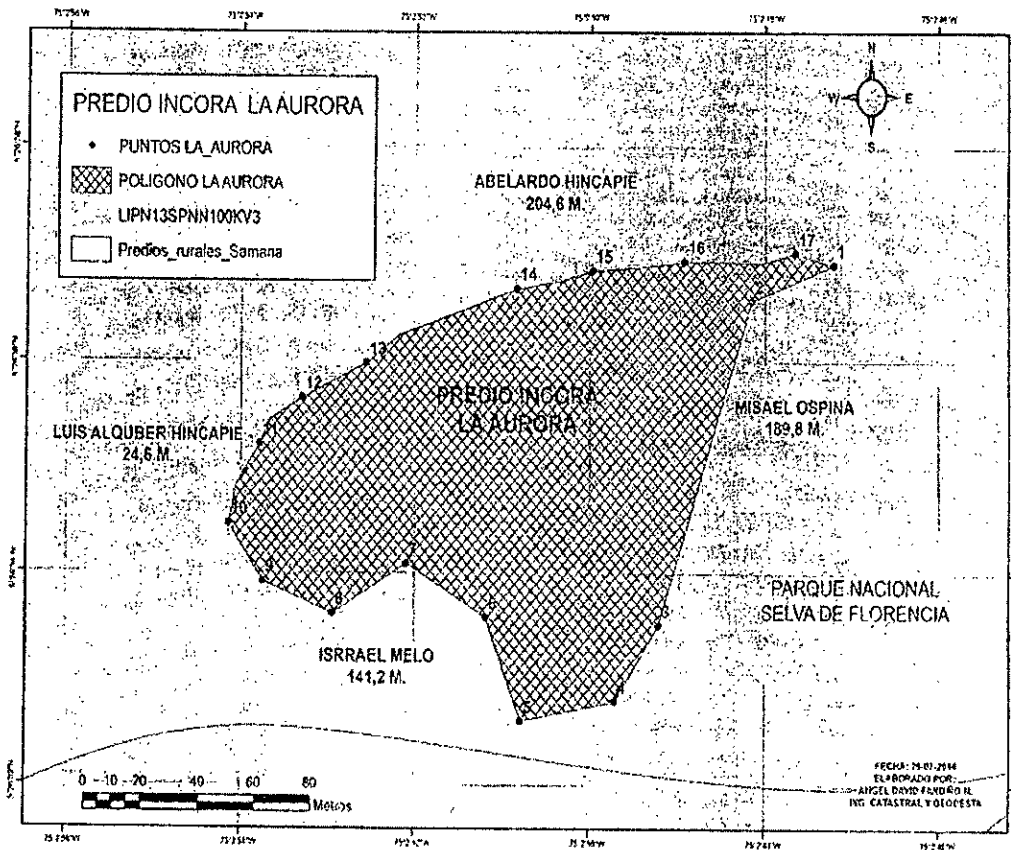 N
W
E
S
PREDIO INCORA LA AURORA
PUNTOS LA_AURORA
POLIGONO LA AURORA
LIPN13SPNN100KV3
Predios_rurales_Samana
ABELARDO HINCAPIE
204,6 M.
17
16
1
15
14
2
13
12
PREDIO INCORA
LA AURORA
MISAEL OSPINA
189,8 M.
LUIS ALQUBER HINCAPIE
24,6 M.
11
10
7
9
8
6
3
PARQUE NACIONAL
SELVA DE FLORENCIA
ISRRAEL MELO
141,2 M.
4
5
0 10 20 40 60 80
Metros
ELABORADO POR:
ING. CATASTRAL Y GEODESTA